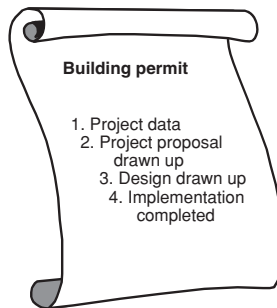 Building permit
1. Project data
2. Project proposal
drawn up
3. Design drawn up
4. Implementation
completed